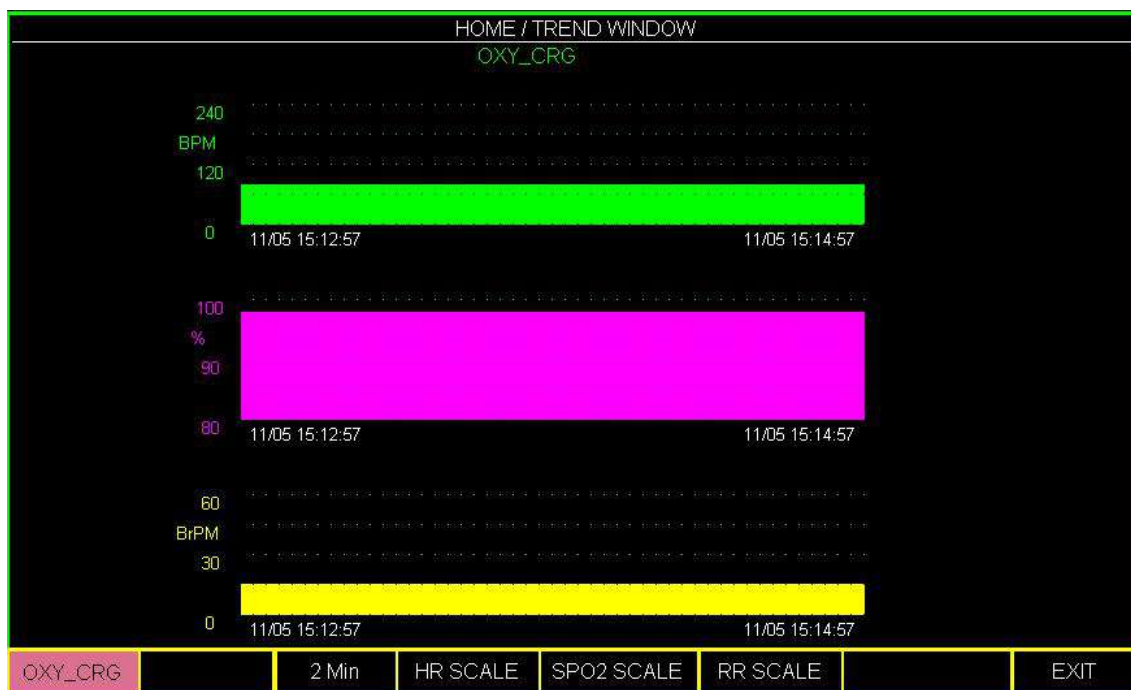 HOME / TREND WINDOW
OXY_CRG
240
BPM
120
0
11/05 15:12:57 11/05 15:14:57
100
%
90
80
11/05 15:12:57 11/05 15:14:57
60
BrPM
30
0
11/05 15:12:57 11/05 15:14:57
OXY_CRG 2 Min HR SCALE SPO2 SCALE RR SCALE EXIT